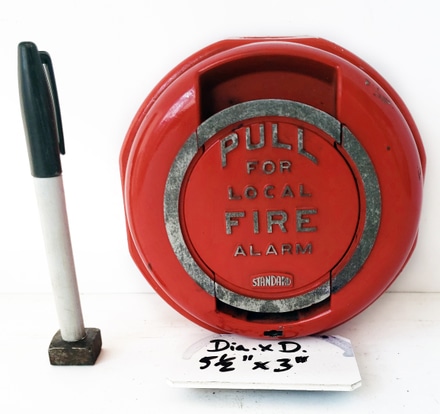 PULL
FOR
LOCAL
FIRE
ALARM
STANDARD
Dia. x D.
5½" x 3"